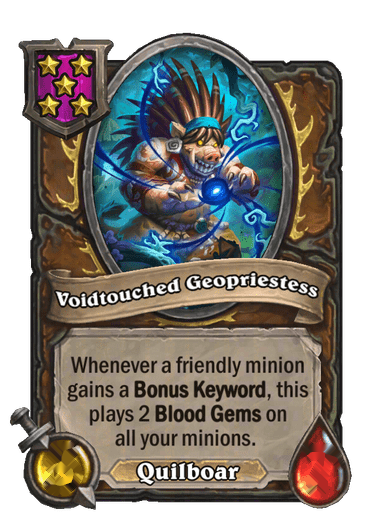 Voidtouched Geopriestess
Whenever a friendly minion
gains a Bonus Keyword, this
plays 2 Blood Gems on
all your minions.
Quilboar